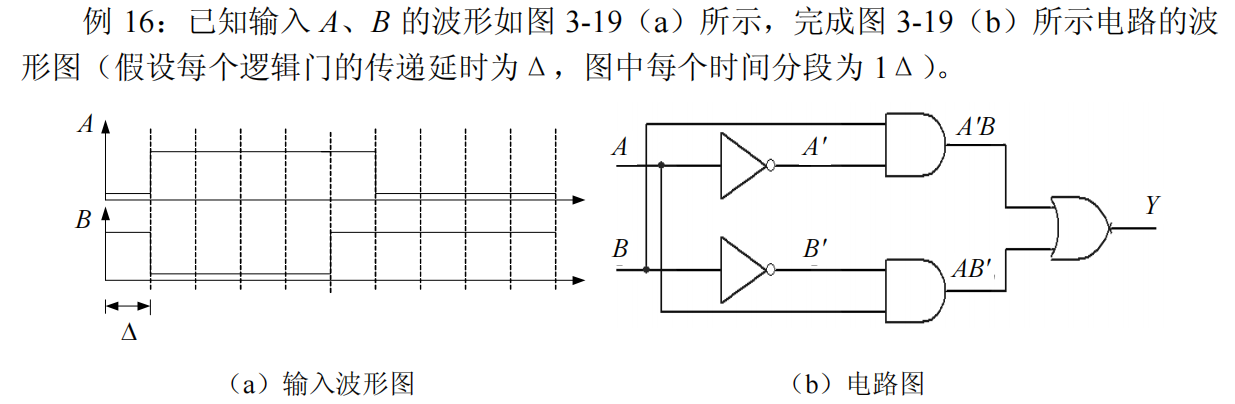 例 16：已知输入 A、B 的波形如图 3-19（a）所示，完成图 3-19（b）所示电路的波
形图（假设每个逻辑门的传递延时为 Δ，图中每个时间分段为 1Δ）。
A
B
Δ
（a）输入波形图
A
B
A'
B'
A'B
AB'
Y
（b）电路图